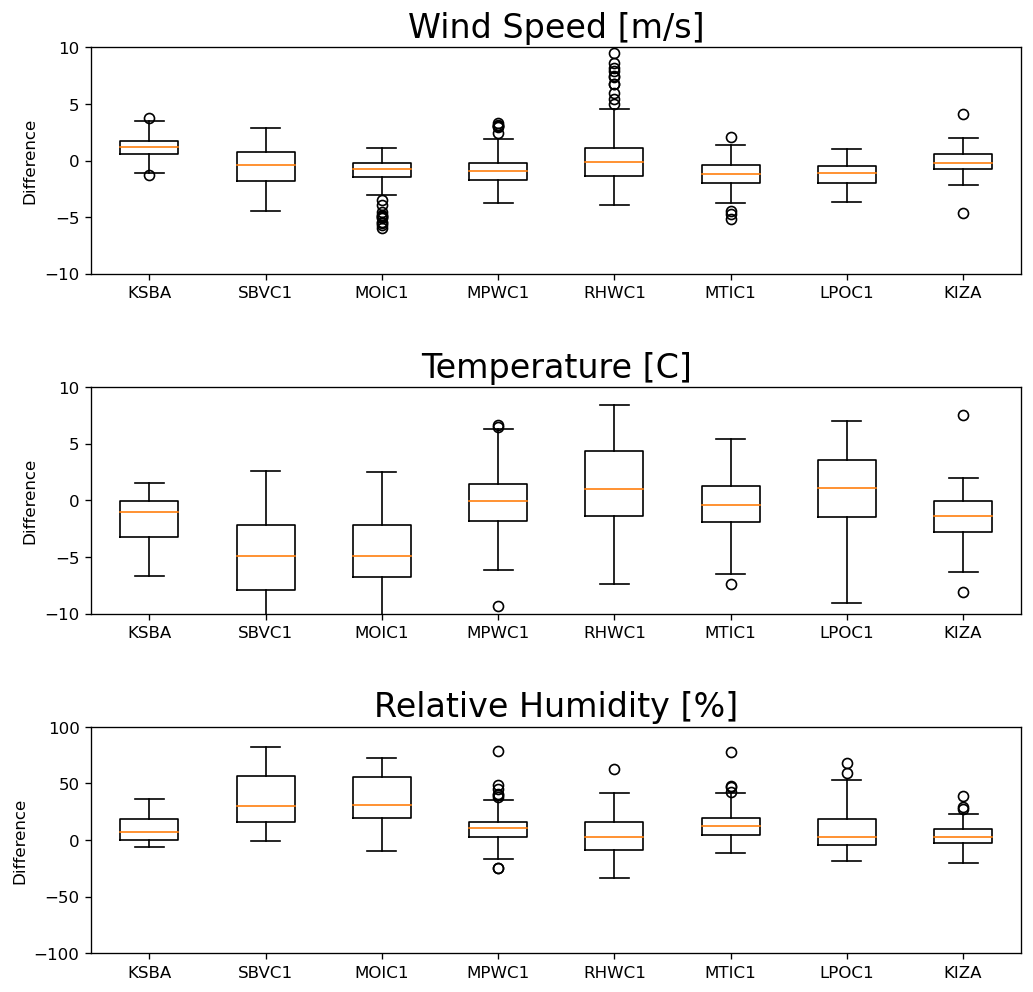 Wind Speed [m/s]
10
5
0
−5
−10
Difference
KSBA SBVC1 MOIC1 MPWC1 RHWC1 MTIC1 LPOC1 KIZA
Temperature [C]
10
5
0
−5
−10
Difference
KSBA SBVC1 MOIC1 MPWC1 RHWC1 MTIC1 LPOC1 KIZA
Relative Humidity [%]
100
50
0
−50
−100
Difference
KSBA SBVC1 MOIC1 MPWC1 RHWC1 MTIC1 LPOC1 KIZA